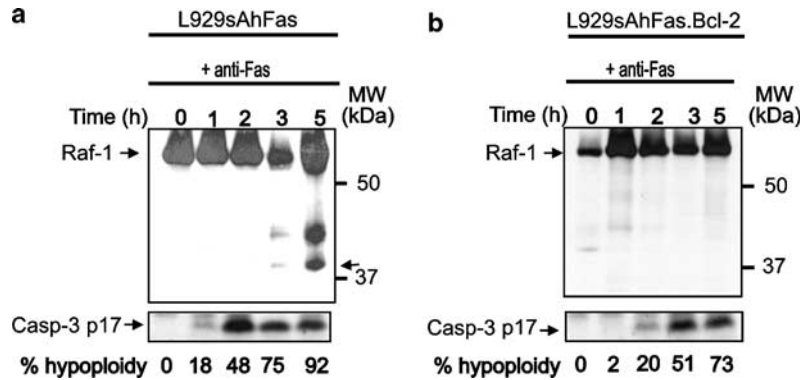 a
L929sAhFas
+ anti-Fas
MW
Time (h) 0 1 2 3 5 (kDa)
Raf-1
50
37
Casp-3 p17
% hypoploidy 0 18 48 75 92
b
L929sAhFas.Bcl-2
+ anti-Fas
MW
Time (h) 0 1 2 3 5 (kDa)
Raf-1
50
37
Casp-3 p17
% hypoploidy 0 2 20 51 73